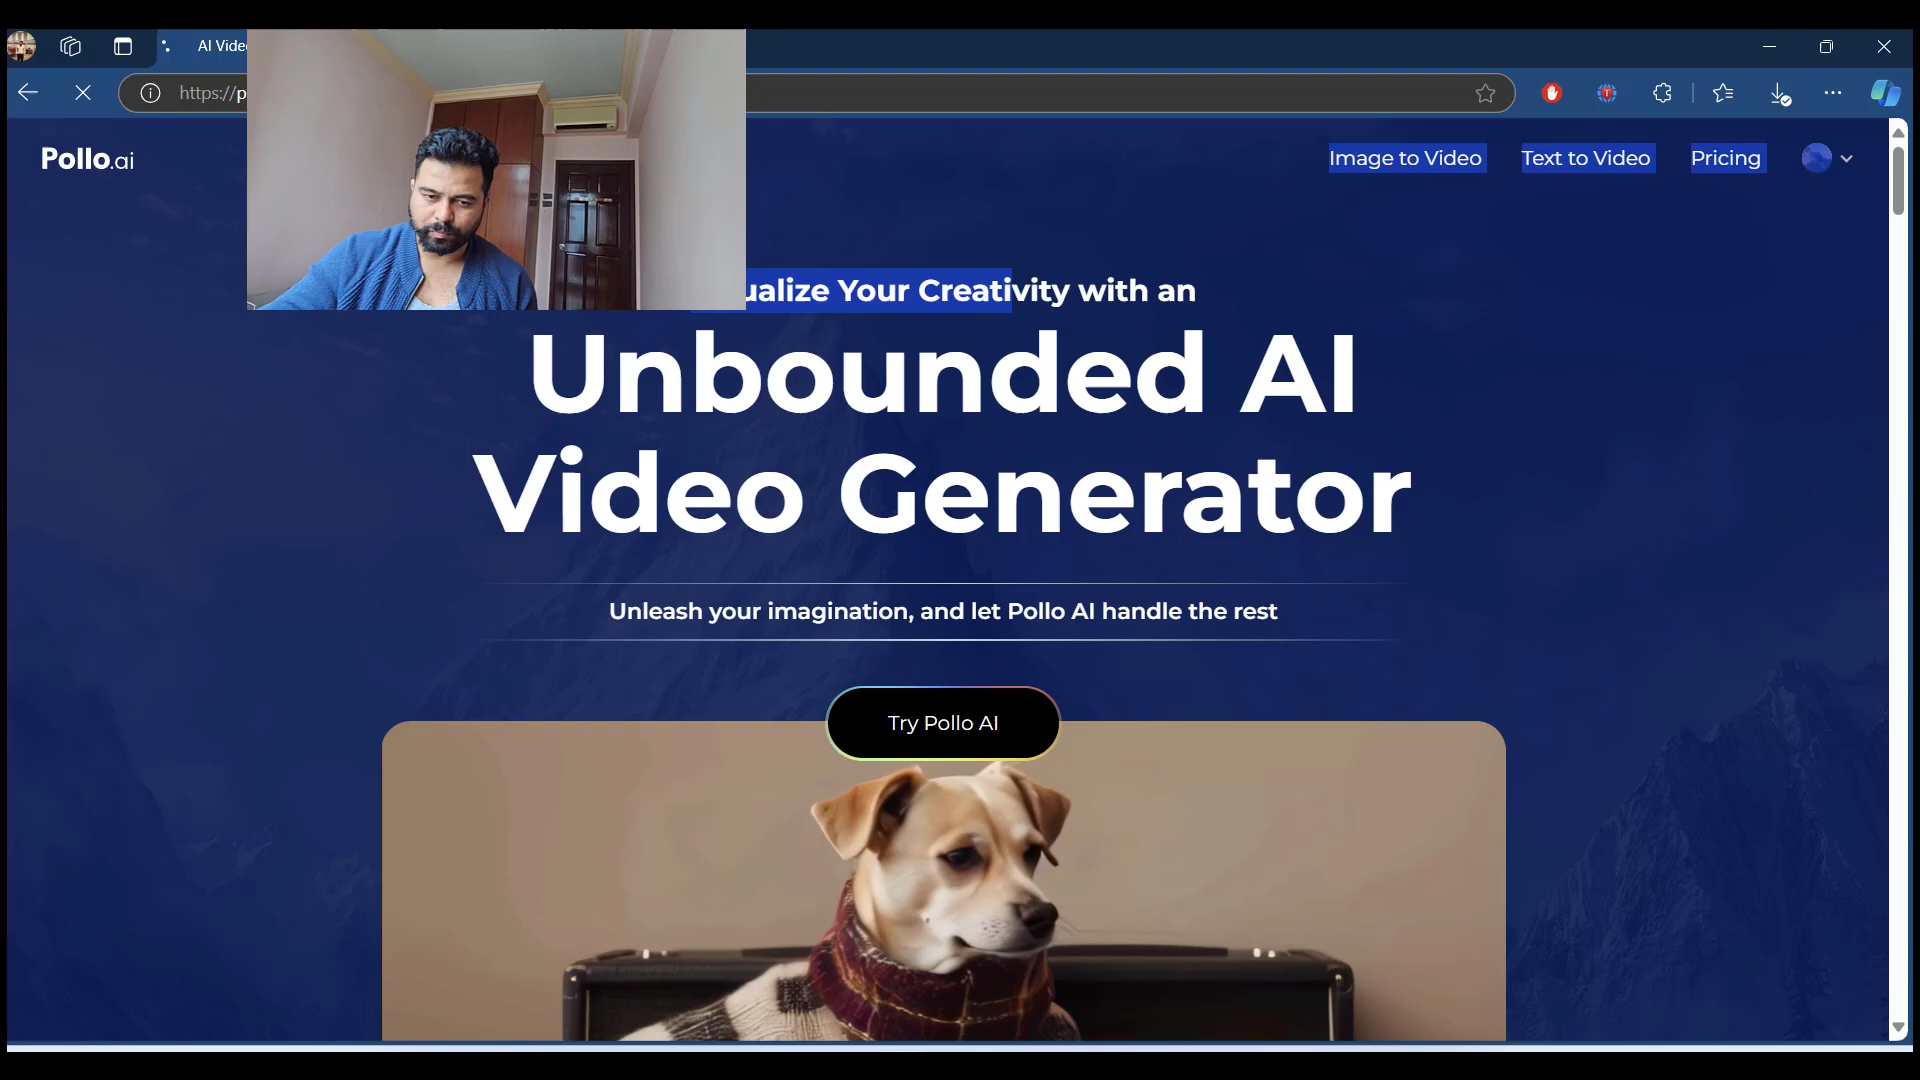 AI Vide
https://p
Pollo.ai
Image to Video
Text to Video
Pricing
ualize Your Creativity with an
Unbounded AI
Video Generator
Unleash your imagination, and let Pollo AI handle the rest
Try Pollo AI